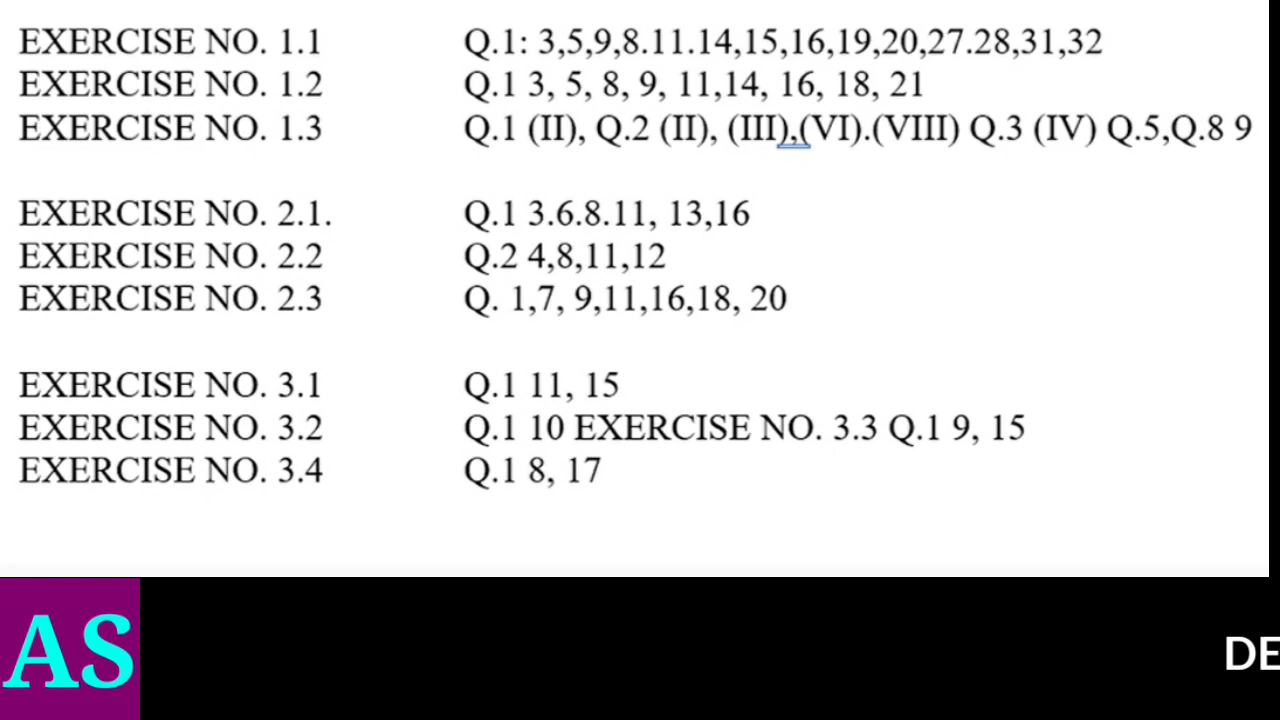 EXERCISE NO. 1.1 Q.1: 3,5,9,8.11.14,15,16,19,20,27.28,31,32
EXERCISE NO. 1.2 Q.1 3, 5, 8, 9, 11,14, 16, 18, 21
EXERCISE NO. 1.3 Q.1 (II), Q.2 (II), (III),(VI).(VIII) Q.3 (IV) Q.5,Q.8 9
EXERCISE NO. 2.1. Q.1 3.6.8.11, 13,16
EXERCISE NO. 2.2 Q.2 4,8,11,12
EXERCISE NO. 2.3 Q. 1,7, 9,11,16,18, 20
EXERCISE NO. 3.1 Q.1 11, 15
EXERCISE NO. 3.2 Q.1 10 EXERCISE NO. 3.3 Q.1 9, 15
EXERCISE NO. 3.4 Q.1 8, 17
AS DE